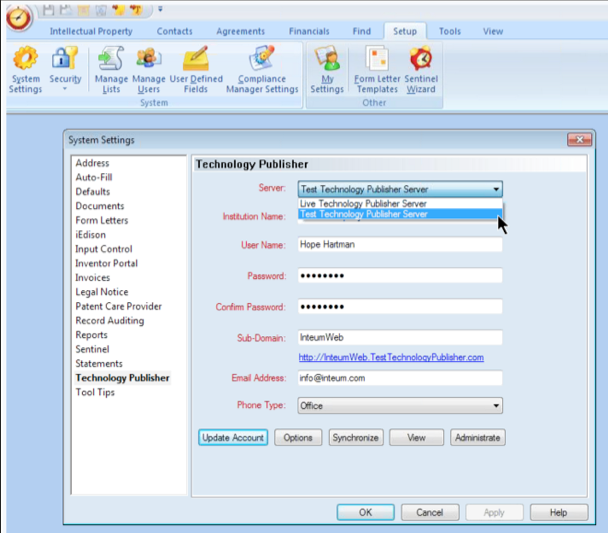 Intellectual Property Contacts Agreements Financials Find Setup Tools View
System Settings
Security
Manage Lists
Manage Users
User Defined Fields
Compliance Manager Settings
My Settings
Form Letter Templates
Sentinel Wizard
System
Other
System Settings
Address
Auto-Fill
Defaults
Documents
Form Letters
iEdison
Input Control
Inventor Portal
Invoices
Legal Notice
Patent Care Provider
Record Auditing
Reports
Sentinel
Statements
Technology Publisher
Tool Tips
Technology Publisher
Server: Test Technology Publisher Server
Live Technology Publisher Server
Test Technology Publisher Server
Institution Name:
User Name: Hope Hartman
Password: ••••••••
Confirm Password: ••••••••
Sub-Domain: InteumWeb
http://InteumWeb.TestTechnologyPublisher.com
Email Address: info@inteum.com
Phone Type: Office
Update Account Options Synchronize View Administrate
OK Cancel Apply Help